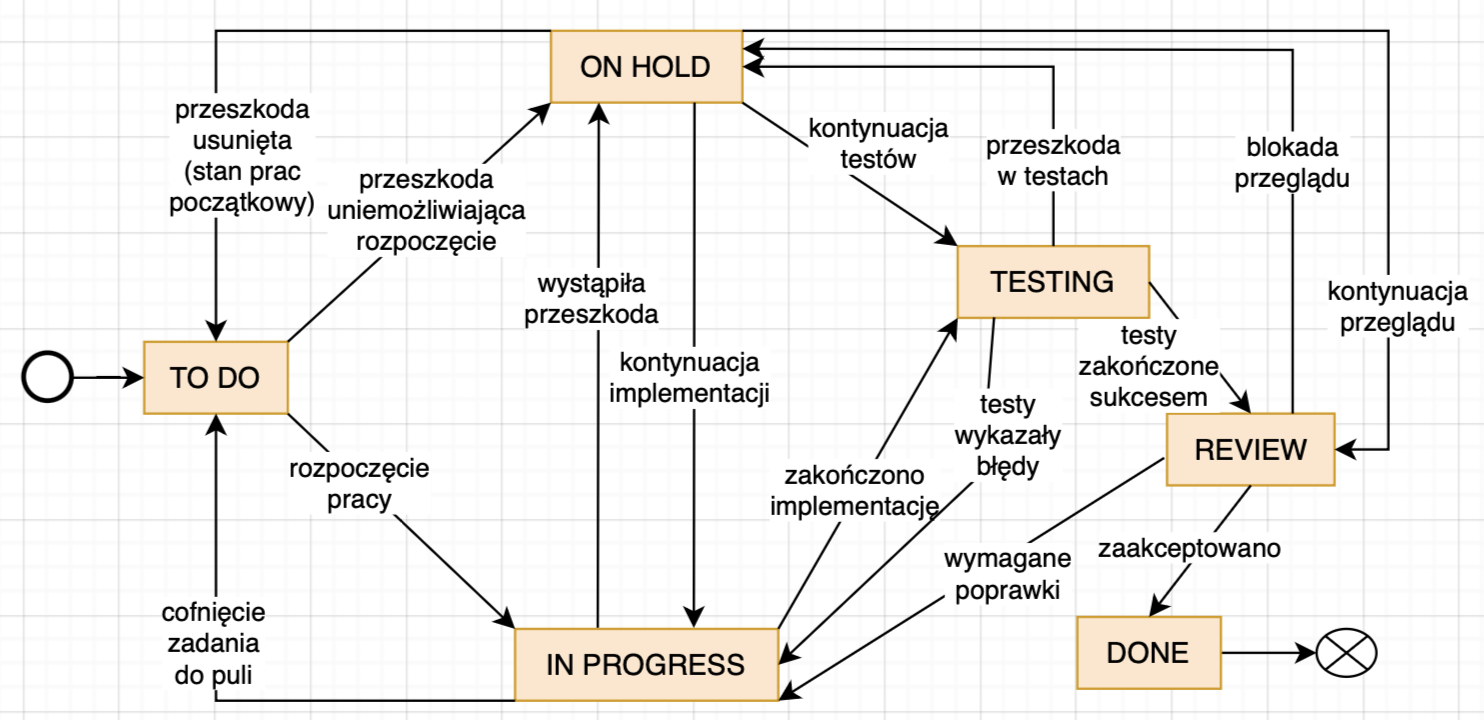 ON HOLD
przeszkoda
usunięta
(stan prac
początkowy)
przeszkoda
uniemożliwiająca
rozpoczęcie
kontynuacja
testów
przeszkoda
w testach
blokada
przeglądu
wystąpiła
przeszkoda
kontynuacja
implementacji
TESTING
kontynuacja
przeglądu
TO DO
testy
zakończone
sukcesem
testy
wykazały
błędy
REVIEW
rozpoczęcie
pracy
zakończono
implementację
wymagane
poprawki
zaakceptowano
cofnięcie
zadania
do puli
IN PROGRESS
DONE